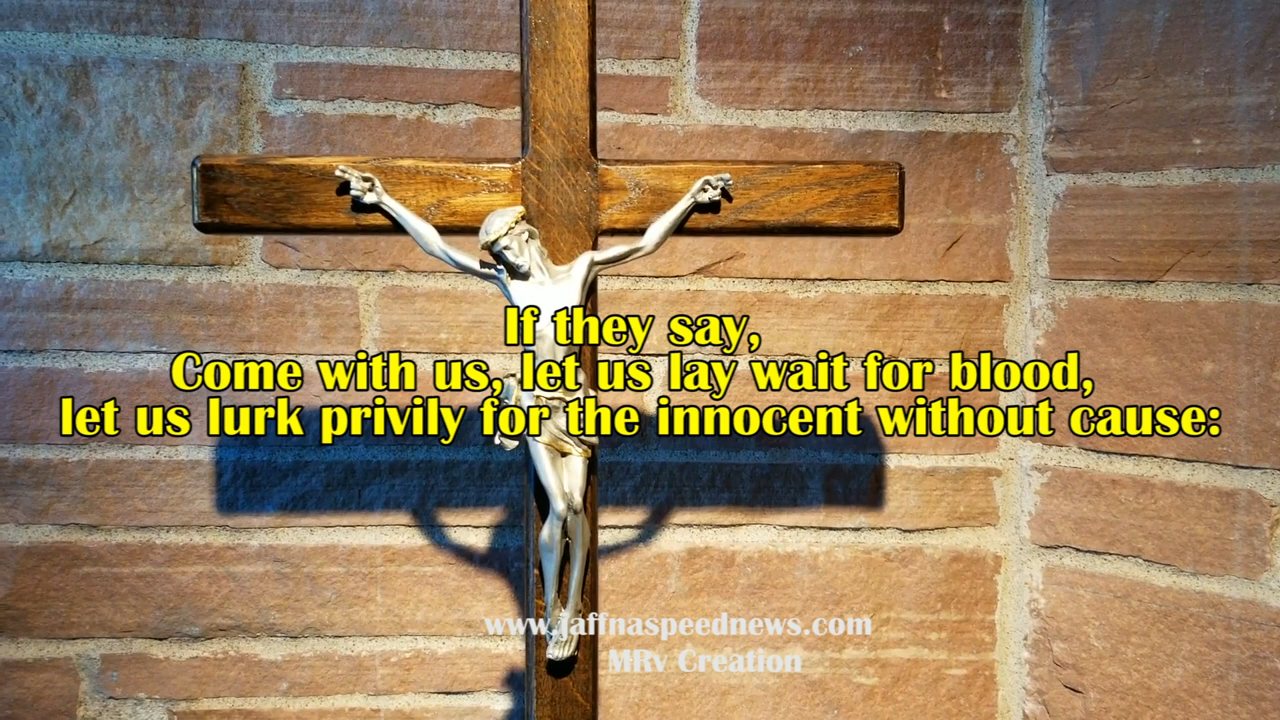 If they say,
Come with us, let us lay wait for blood,
let us lurk privily for the innocent without cause:
www.jaffnaspeednews.com
MRv Creation